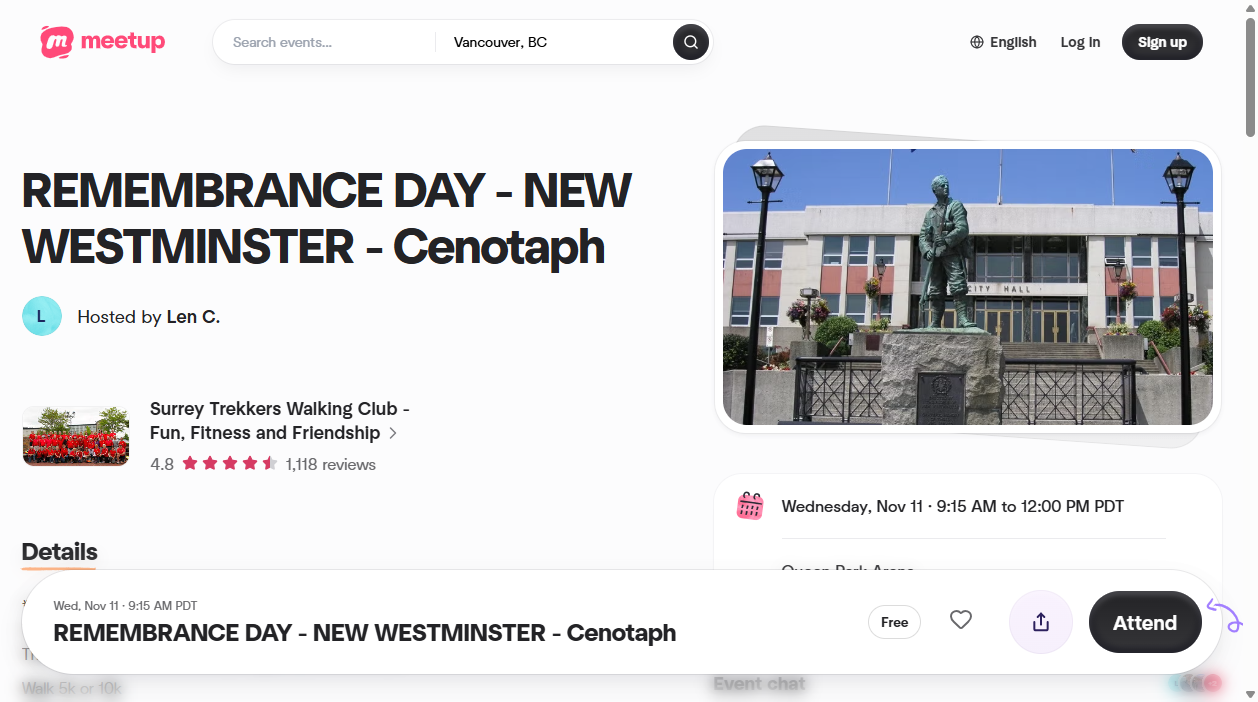 meetup
Search events...
Vancouver, BC
English
Log in
Sign up
REMEMBRANCE DAY - NEW
WESTMINSTER - Cenotaph
L
Hosted by Len C.
Surrey Trekkers Walking Club -
Fun, Fitness and Friendship
4.8
1,118 reviews
Details
CITY HALL
Wednesday, Nov 11 · 9:15 AM to 12:00 PM PDT
Queen Park Arena
Wed, Nov 11 · 9:15 AM PDT
REMEMBRANCE DAY - NEW WESTMINSTER - Cenotaph
Free
Attend
Walk 5k or 10k
Event chat